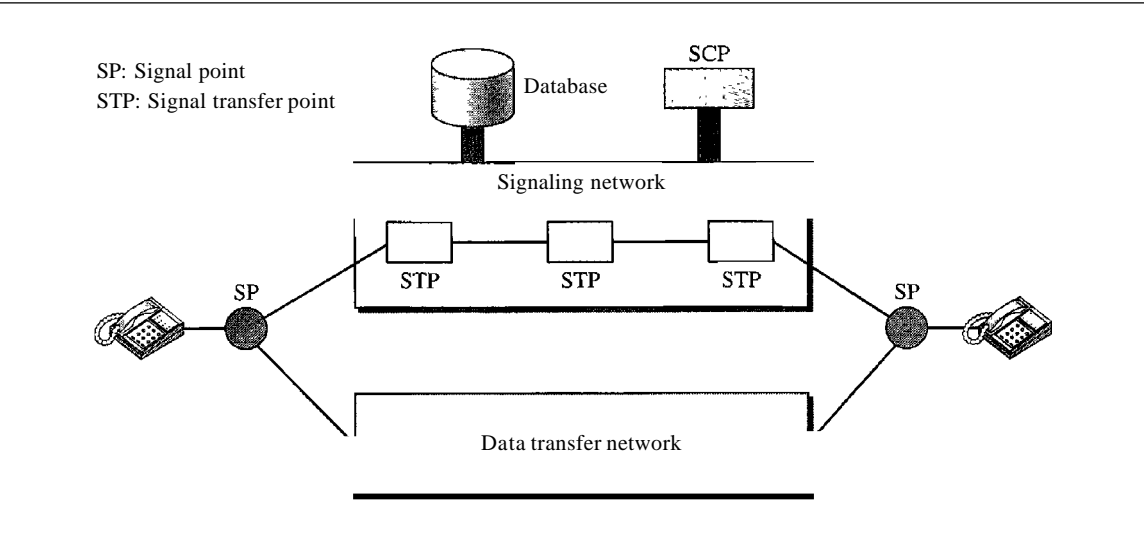 SP: Signal point
STP: Signal transfer point
Database
SCP
Signaling network
STP STP STP
SP SP
Data transfer network